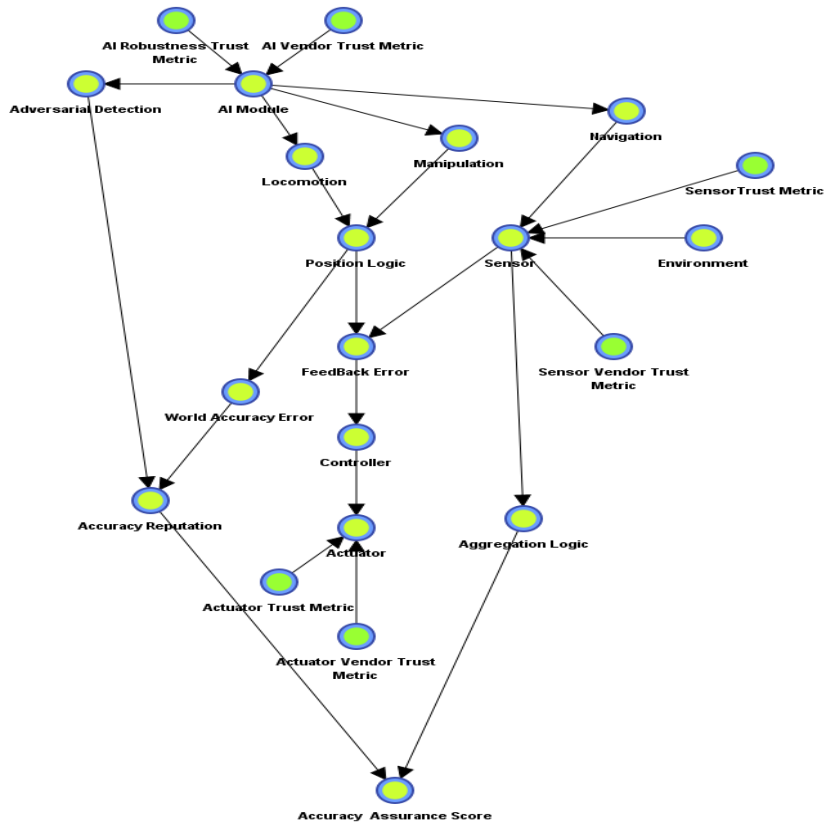 AI Robustness Trust
Metric
AI Vendor Trust Metric
Adversarial Detection
AI Module
Navigation
Manipulation
Locomotion
SensorTrust Metric
Position Logic
Sensor
Environment
FeedBack Error
Sensor Vendor Trust
Metric
World Accuracy Error
Controller
Accuracy Reputation
Actuator
Aggregation Logic
Actuator Trust Metric
Actuator Vendor Trust
Metric
Accuracy Assurance Score